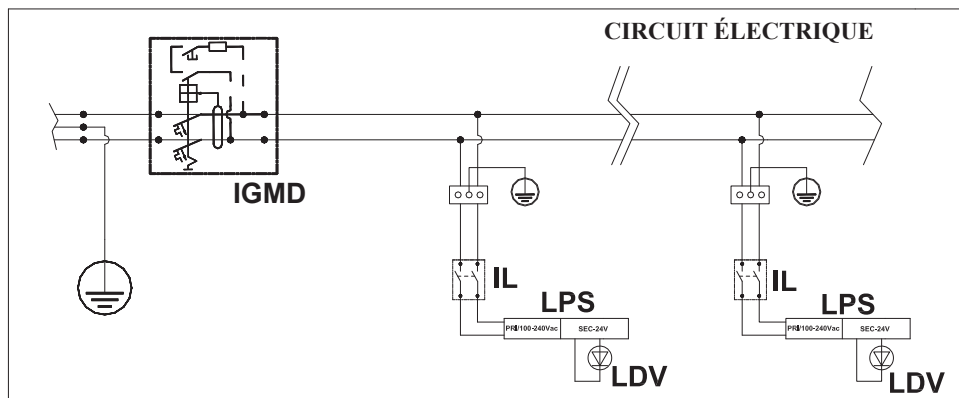 CIRCUIT ÉLECTRIQUE
IGMD
IL
LPS
PRI/100-240Vac
SEC-24V
LDV
IL
LPS
PRI/100-240Vac
SEC-24V
LDV